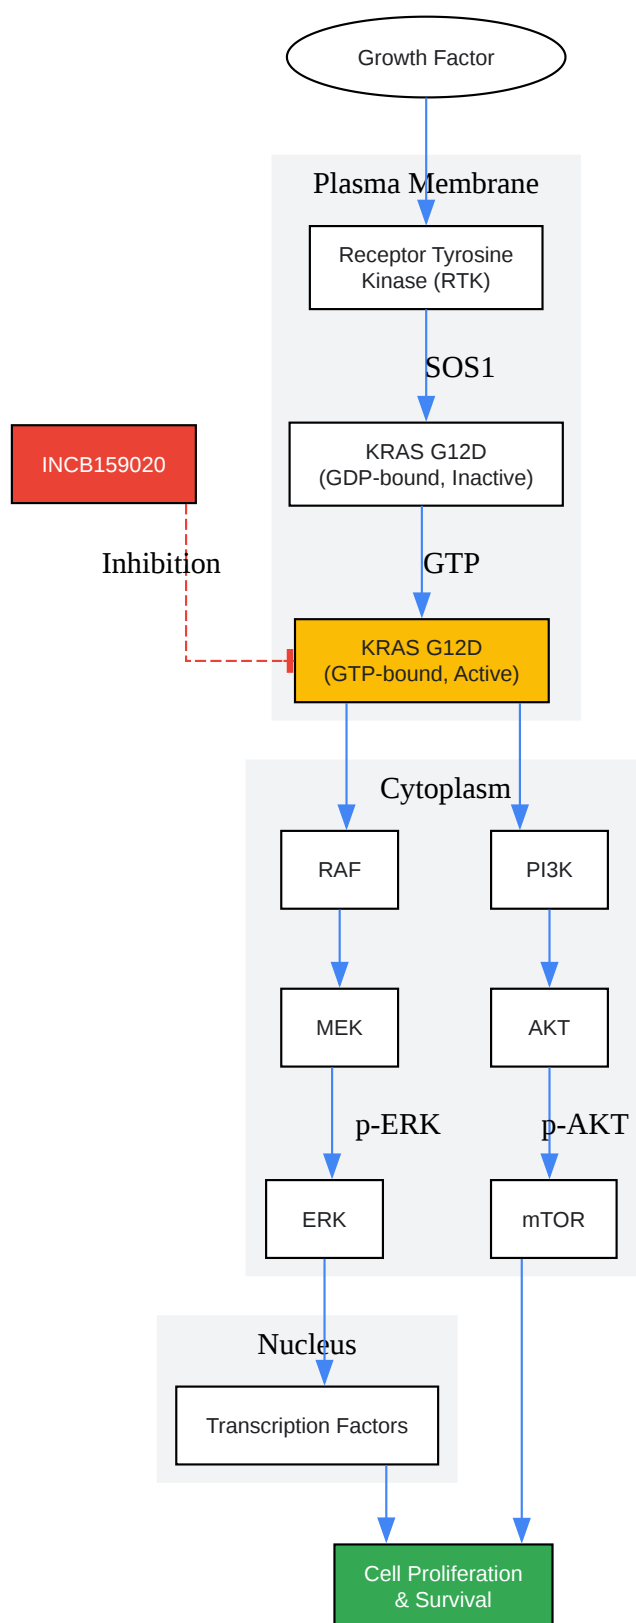 Growth Factor
Plasma Membrane
Receptor Tyrosine
Kinase (RTK)
SOS1
KRAS G12D
(GDP-bound, Inactive)
INCB159020
Inhibition
GTP
KRAS G12D
(GTP-bound, Active)
Cytoplasm
RAF
PI3K
MEK
AKT
p-ERK
p-AKT
ERK
mTOR
Nucleus
Transcription Factors
Cell Proliferation
& Survival